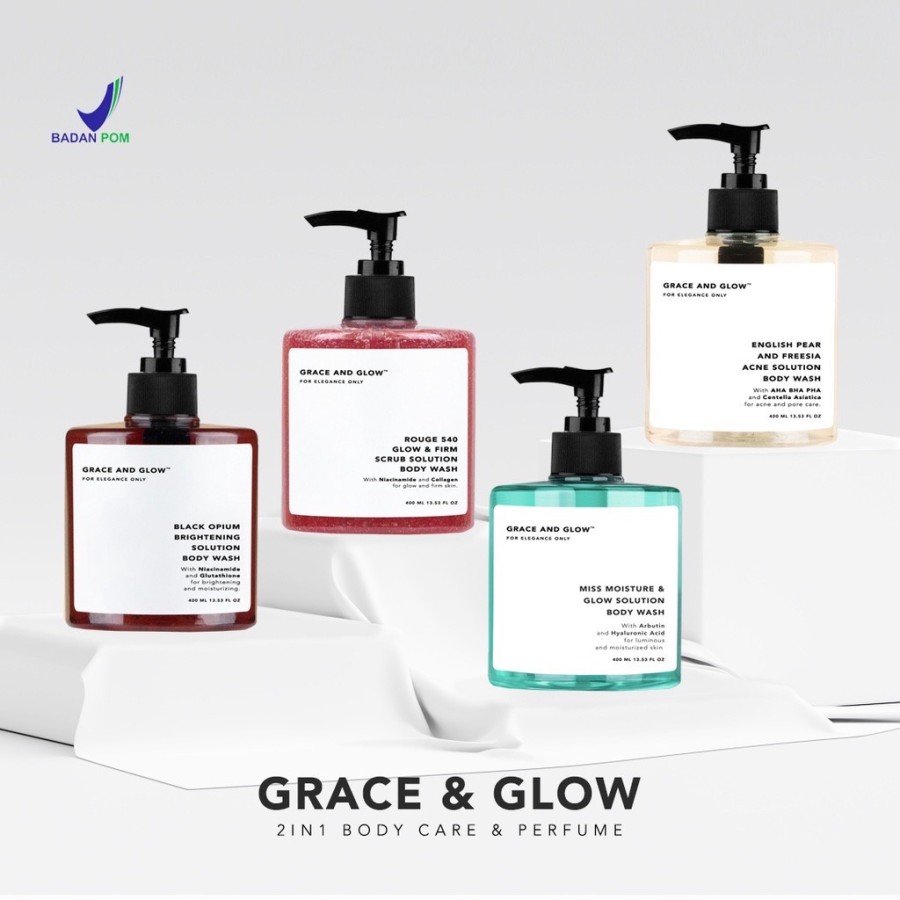 BADAN POM
GRACE AND GLOW™
FOR ELEGANCE ONLY
BLACK OPIUM
BRIGHTENING
SOLUTION
BODY WASH
With Niacinamide
and Glutathione
for brightening
and moisturizing.
400 ML 13.53 FL OZ
GRACE AND GLOW™
FOR ELEGANCE ONLY
ROUGE 540
GLOW & FIRM
SCRUB SOLUTION
BODY WASH
With Niacinamide and Collagen
for glow and firm skin.
400 ML 13.53 FL OZ
GRACE AND GLOW™
FOR ELEGANCE ONLY
MISS MOISTURE &
GLOW SOLUTION
BODY WASH
With Arbutin
and Hyaluronic Acid
for luminous
and moisturized skin.
400 ML 13.53 FL OZ
GRACE AND GLOW™
FOR ELEGANCE ONLY
ENGLISH PEAR
AND FREESIA
ACNE SOLUTION
BODY WASH
With AHA BHA PHA
and Centella Asiatica
for acne and pore care.
400 ML 13.53 FL OZ
GRACE & GLOW
2IN1 BODY CARE & PERFUME